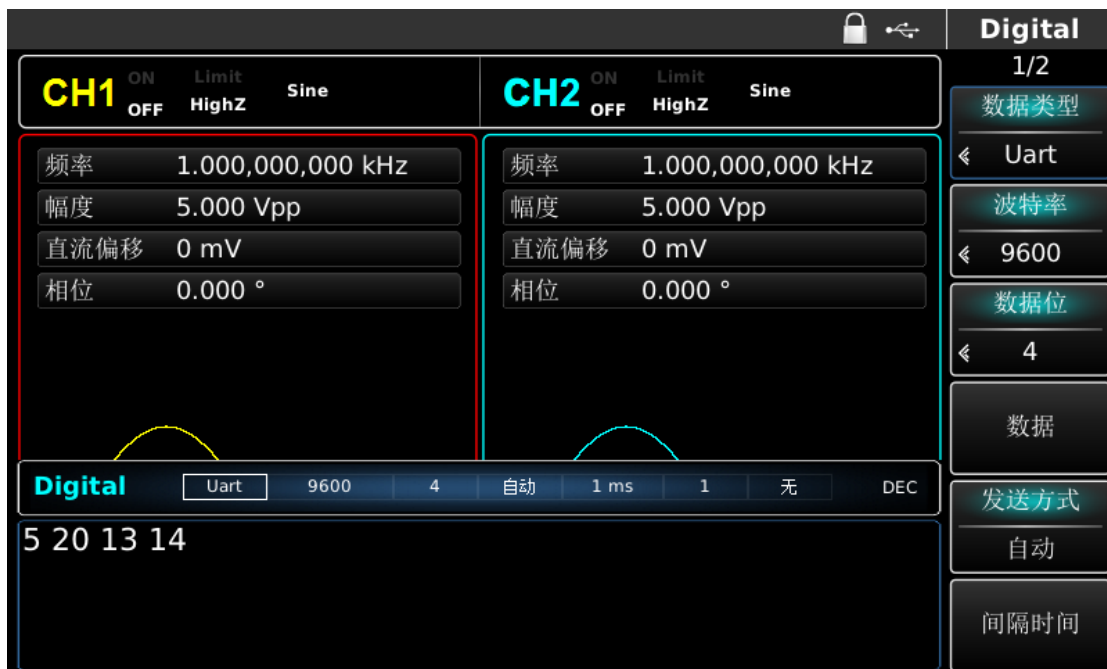 Digital
1/2
CH1 ON OFF Limit HighZ Sine
CH2 ON OFF Limit HighZ Sine
频率 1.000,000,000 kHz
幅度 5.000 Vpp
直流偏移 0 mV
相位 0.000 °
频率 1.000,000,000 kHz
幅度 5.000 Vpp
直流偏移 0 mV
相位 0.000 °
数据类型
Uart
波特率
9600
数据位
4
数据
发送方式
自动
间隔时间
Digital Uart 9600 4 自动 1 ms 1 无 DEC
5 20 13 14